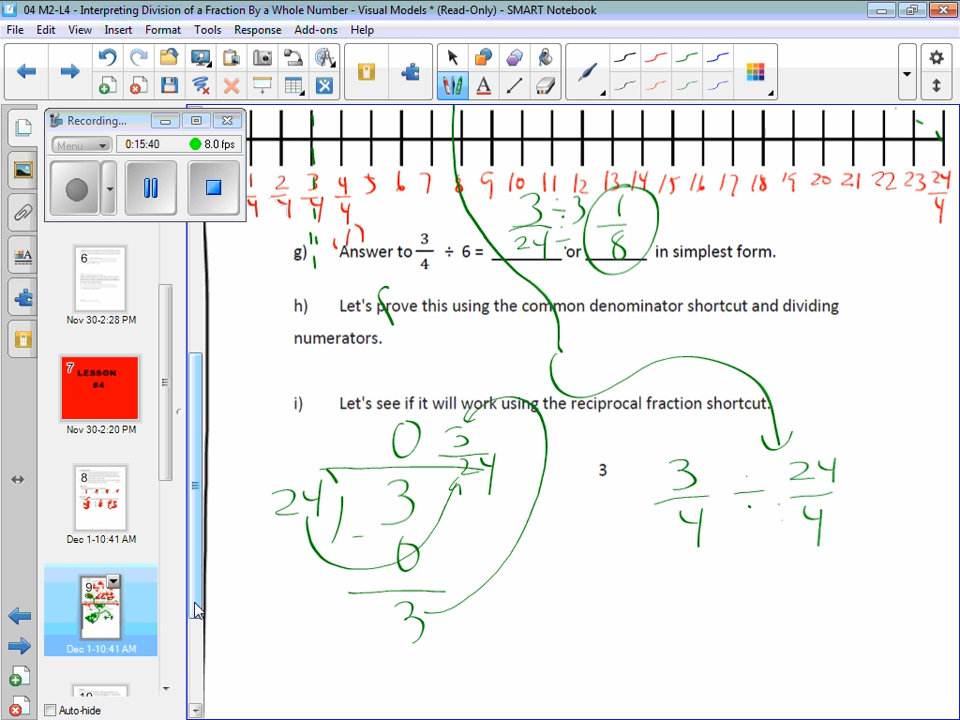 04 M2-L4 - Interpreting Division of a Fraction By a Whole Number - Visual Models * (Read-Only) - SMART Notebook
File Edit View Insert Format Tools Response Add-ons Help
Recording...
Menu 0:15:40 8.0 fps
1/4 2/4 3/4 4/4 5 6 7 8 9 10 11 12 13 14 15 16 17 18 19 20 21 22 23 24/4
3 ÷ 3 1
24 ÷ 8
g) Answer to 3/4 ÷ 6 = ________ or ________ in simplest form.
h) Let's prove this using the common denominator shortcut and dividing
numerators.
i) Let's see if it will work using the reciprocal fraction shortcut.
0 3/24
24 3
- 0
3
3
3/4 ÷ 24/4
6
Nov 30-2:28 PM
7 LESSON
#4
Nov 30-2:20 PM
8
Dec 1-10:41 AM
9
Dec 1-10:41 AM
10
Auto-hide